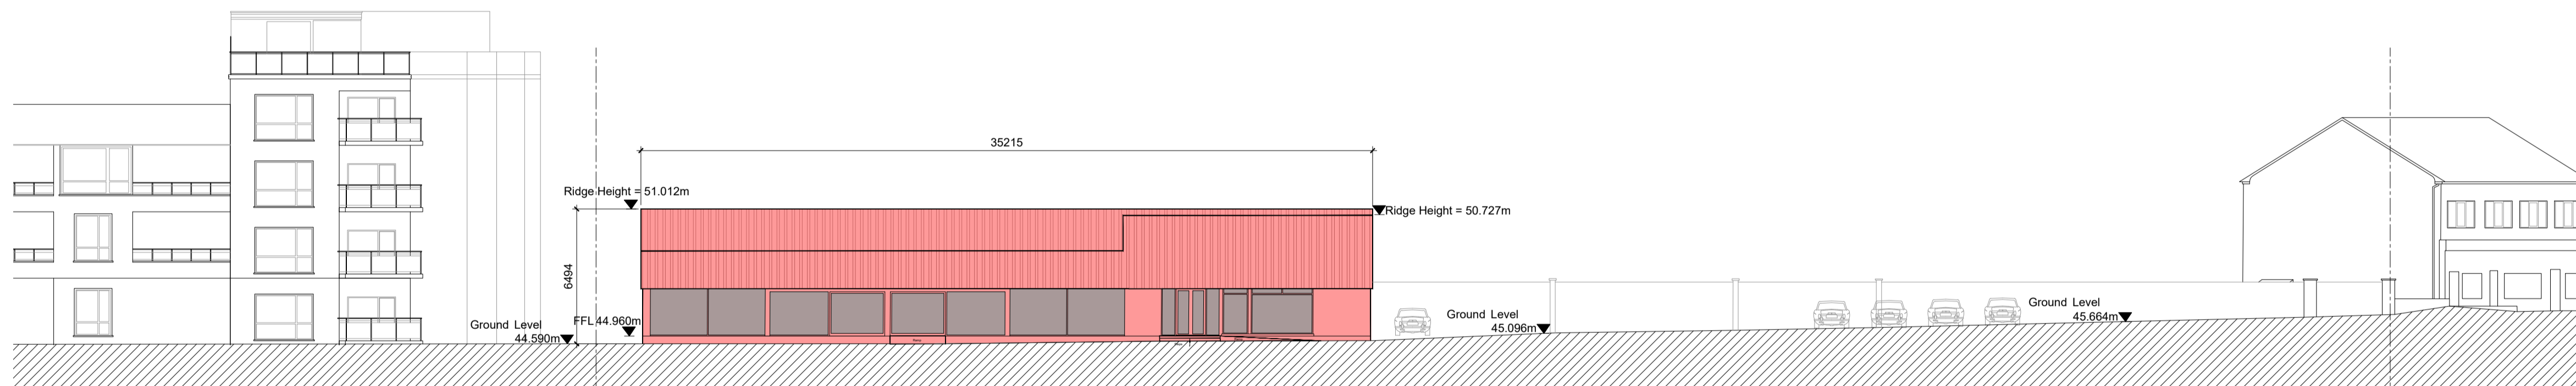 35215
Ridge Height = 51.012m
Ridge Height = 50.727m
6494
FFL 44.960m
Ground Level
44.590m
Ground Level
45.096m
Ground Level
45.664m